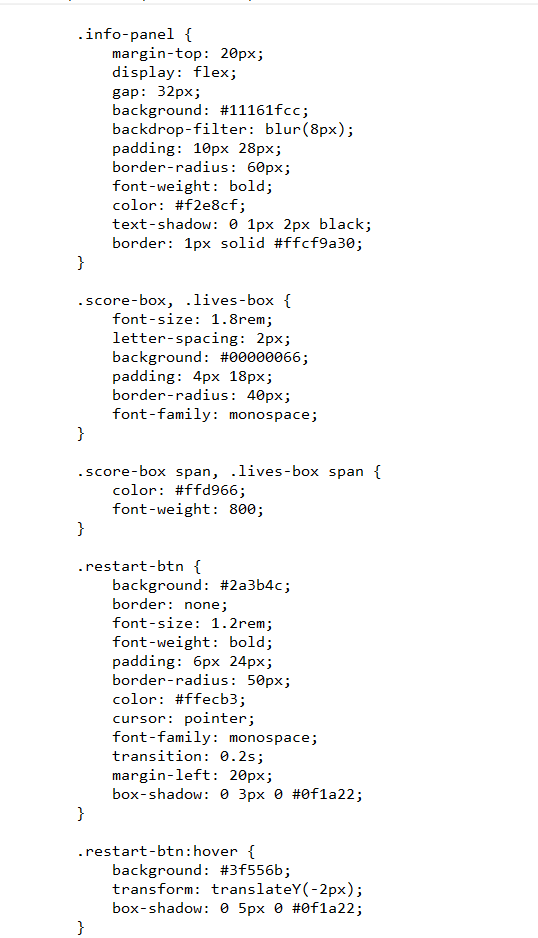 .info-panel {
    margin-top: 20px;
    display: flex;
    gap: 32px;
    background: #11161fcc;
    backdrop-filter: blur(8px);
    padding: 10px 28px;
    border-radius: 60px;
    font-weight: bold;
    color: #f2e8cf;
    text-shadow: 0 1px 2px black;
    border: 1px solid #ffcf9a30;
}

.score-box, .lives-box {
    font-size: 1.8rem;
    letter-spacing: 2px;
    background: #00000066;
    padding: 4px 18px;
    border-radius: 40px;
    font-family: monospace;
}

.score-box span, .lives-box span {
    color: #ffd966;
    font-weight: 800;
}

.restart-btn {
    background: #2a3b4c;
    border: none;
    font-size: 1.2rem;
    font-weight: bold;
    padding: 6px 24px;
    border-radius: 50px;
    color: #ffecb3;
    cursor: pointer;
    font-family: monospace;
    transition: 0.2s;
    margin-left: 20px;
    box-shadow: 0 3px 0 #0f1a22;
}

.restart-btn:hover {
    background: #3f556b;
    transform: translateY(-2px);
    box-shadow: 0 5px 0 #0f1a22;
}